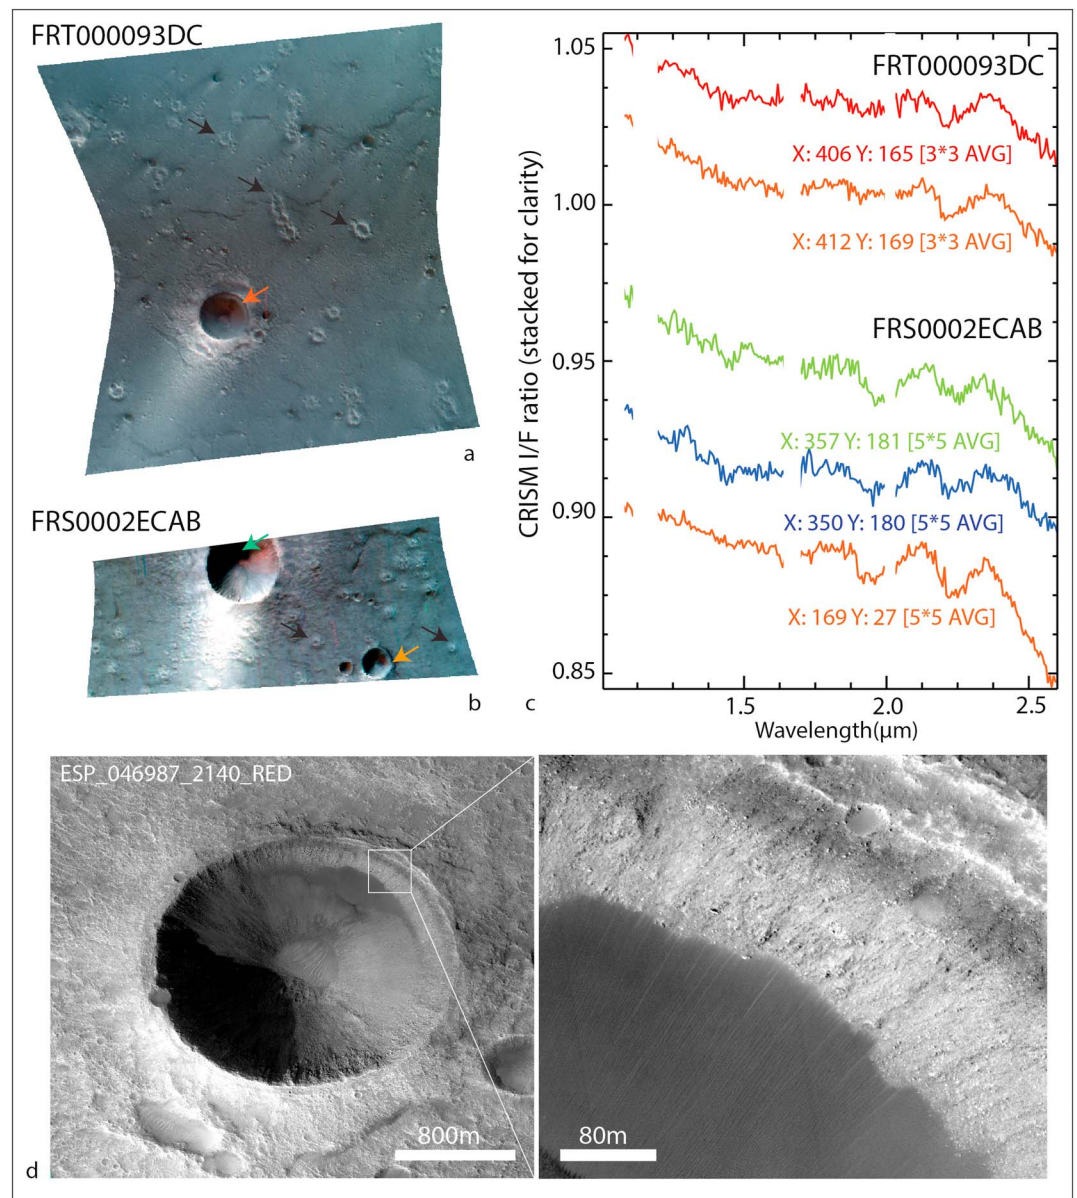 FRT000093DC
a
FRS0002ECAB
b
CRISM I/F ratio (stacked for clarity)
1.05
1.00
0.95
0.90
0.85
FRT000093DC
X: 406 Y: 165 [3*3 AVG]
X: 412 Y: 169 [3*3 AVG]
FRS0002ECAB
X: 357 Y: 181 [5*5 AVG]
X: 350 Y: 180 [5*5 AVG]
X: 169 Y: 27 [5*5 AVG]
1.5 2.0 2.5
Wavelength(μm)
c
ESP_046987_2140_RED
800m
80m
d